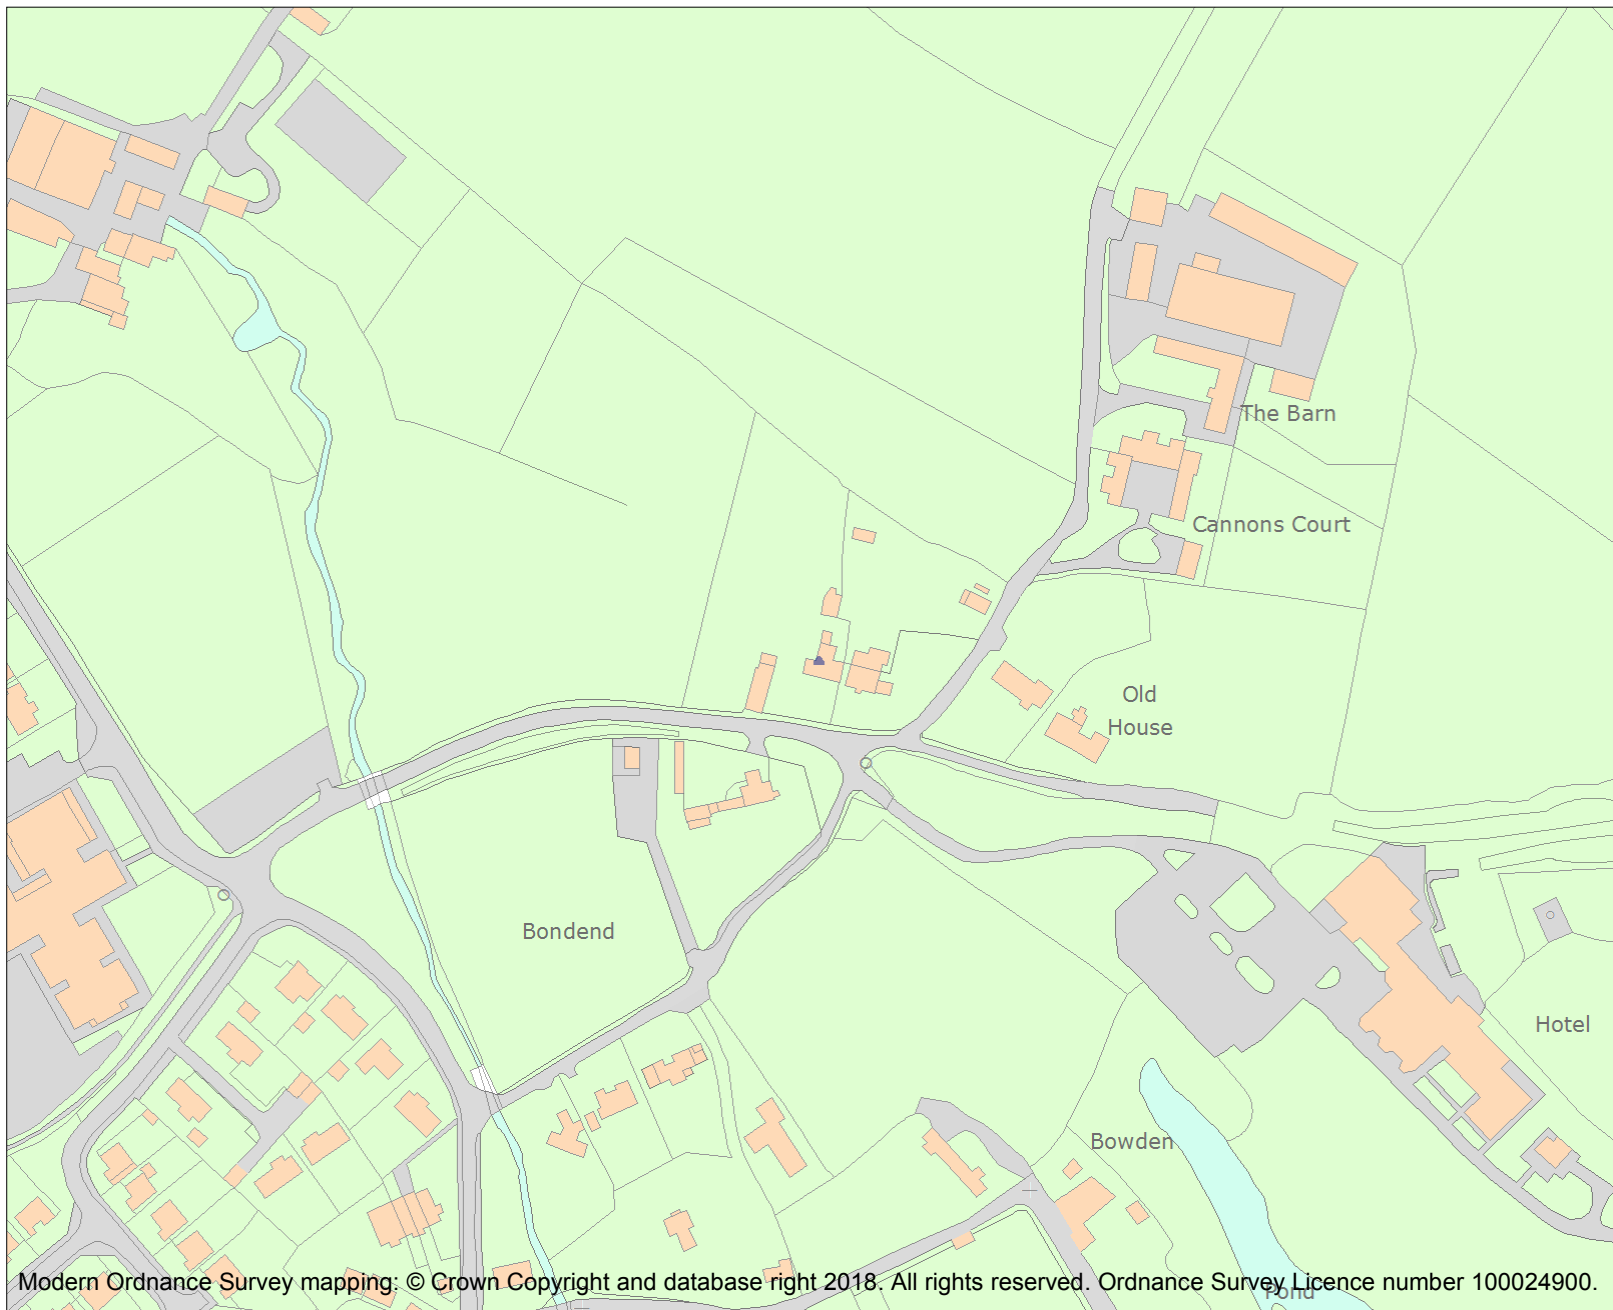 The Barn
Cannons Court
Old
House
Bondend
Hotel
Bowden
Pond
Modern Ordnance Survey mapping: © Crown Copyright and database right 2018. All rights reserved. Ordnance Survey Licence number 100024900.